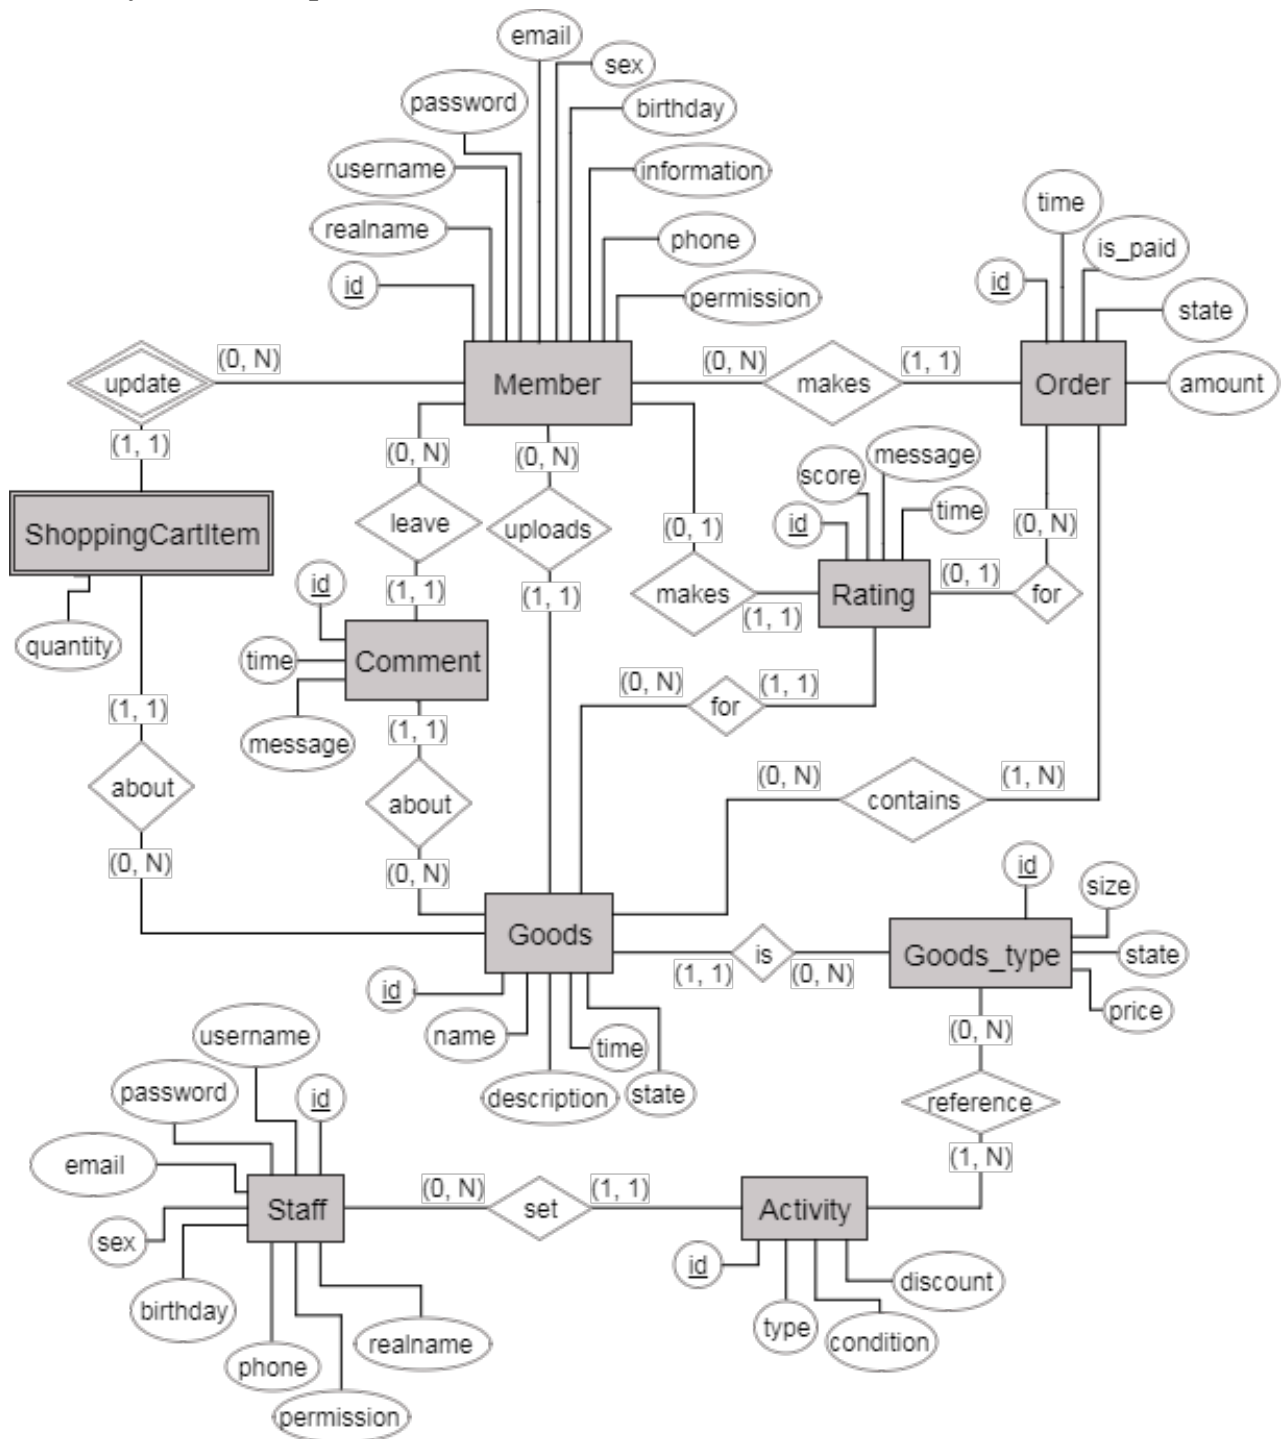 email
sex
password
birthday
username
information
time
realname
phone
is_paid
id
permission
id
state
(0, N)
Member
(0, N)
makes
(1, 1)
Order
amount
update
(1, 1)
(0, N)
(0, N)
score
message
ShoppingCartItem
leave
uploads
(0, 1)
id
time
(0, N)
id
(1, 1)
(1, 1)
makes
(1, 1)
Rating
(0, 1)
for
quantity
time
Comment
(0, N)
for
(1, 1)
(1, 1)
message
(1, 1)
about
about
(0, N)
contains
(1, N)
(0, N)
(0, N)
id
size
Goods
(1, 1)
is
(0, N)
Goods_type
state
id
name
time
price
username
(0, N)
password
id
description
state
reference
email
(1, N)
Staff
(0, N)
set
(1, 1)
Activity
sex
id
discount
birthday
type
condition
realname
phone
permission